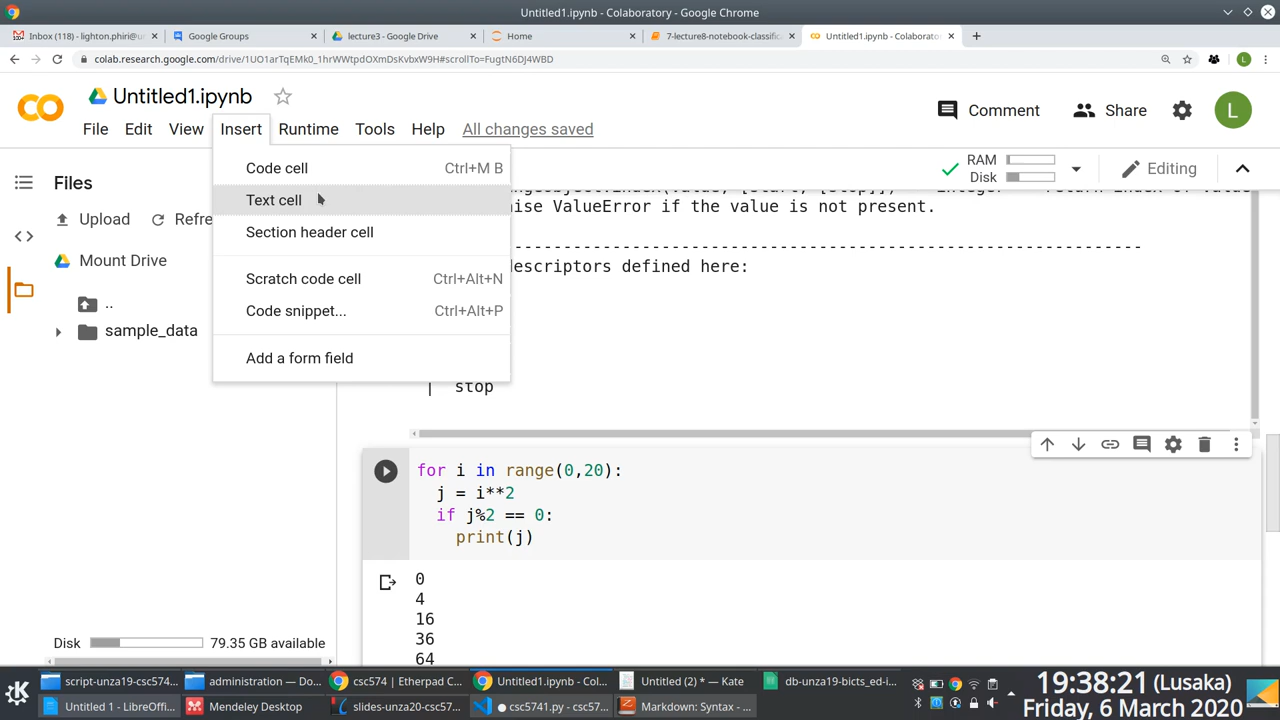 Untitled1.ipynb - Colaboratory - Google Chrome
Inbox (118) - lighton.phiri@u
Google Groups
lecture3 - Google Drive
Home
7-lecture8-notebook-classific
Untitled1.ipynb - Colaborato
colab.research.google.com/drive/1UO1arTqEMk0_1hrWWtpdOXmDsKvbxW9H#scrollTo=FugtN6DJ4WBD
L
CO
Untitled1.ipynb
Comment
Share
L
File Edit View Insert Runtime Tools Help All changes saved
Code cell Ctrl+M B
Text cell
Section header cell
Scratch code cell Ctrl+Alt+N
Code snippet... Ctrl+Alt+P
Add a form field
RAM
Disk
Editing
Files
Upload Refre
Mount Drive
..
sample_data
Disk 79.35 GB available
ise ValueError if the value is not present.
------------------------------------------------------------------
descriptors defined here:
| stop
for i in range(0,20):
j = i**2
if j%2 == 0:
print(j)
0
4
16
36
64
script-unza19-csc574...
administration — Do...
csc574 | Etherpad C...
Untitled1.ipynb - Col...
Untitled (2) * — Kate
db-unza19-bicts_ed-i...
Untitled 1 - LibreOffi...
Mendeley Desktop
slides-unza20-csc57...
● csc5741.py - csc57...
Markdown: Syntax - ...
19:38:21 (Lusaka)
Friday, 6 March 2020